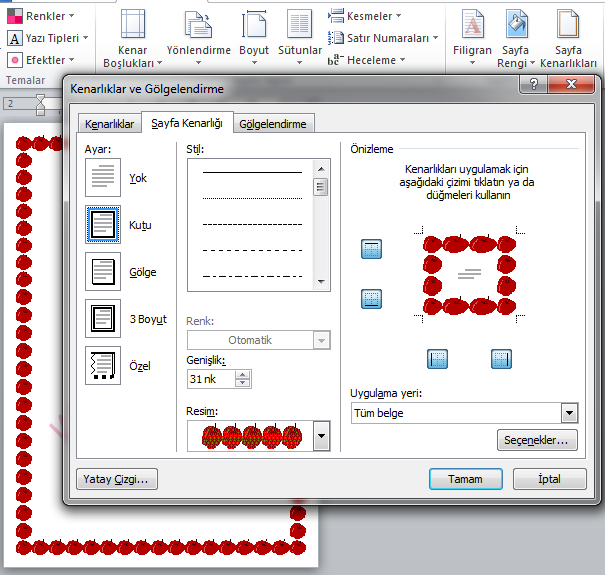 Renkler
Yazı Tipleri
Efektler
Temalar
Kenar Boşlukları
Yönlendirme
Boyut
Sütunlar
Kesmeler
Satır Numaraları
Heceleme
Filigran
Sayfa Rengi
Sayfa Kenarlıkları
2
Kenarlıklar ve Gölgelendirme
Kenarlıklar
Sayfa Kenarlığı
Gölgelendirme
Ayar:
Yok
Kutu
Gölge
3 Boyut
Özel
Stil:
Renk:
Otomatik
Genişlik:
31 nk
Resim:
Önizleme
Kenarlıkları uygulamak için
aşağıdaki çizimi tıklatın ya da
düğmeleri kullanın
Uygulama yeri:
Tüm belge
Seçenekler...
Yatay Çizgi...
Tamam
İptal